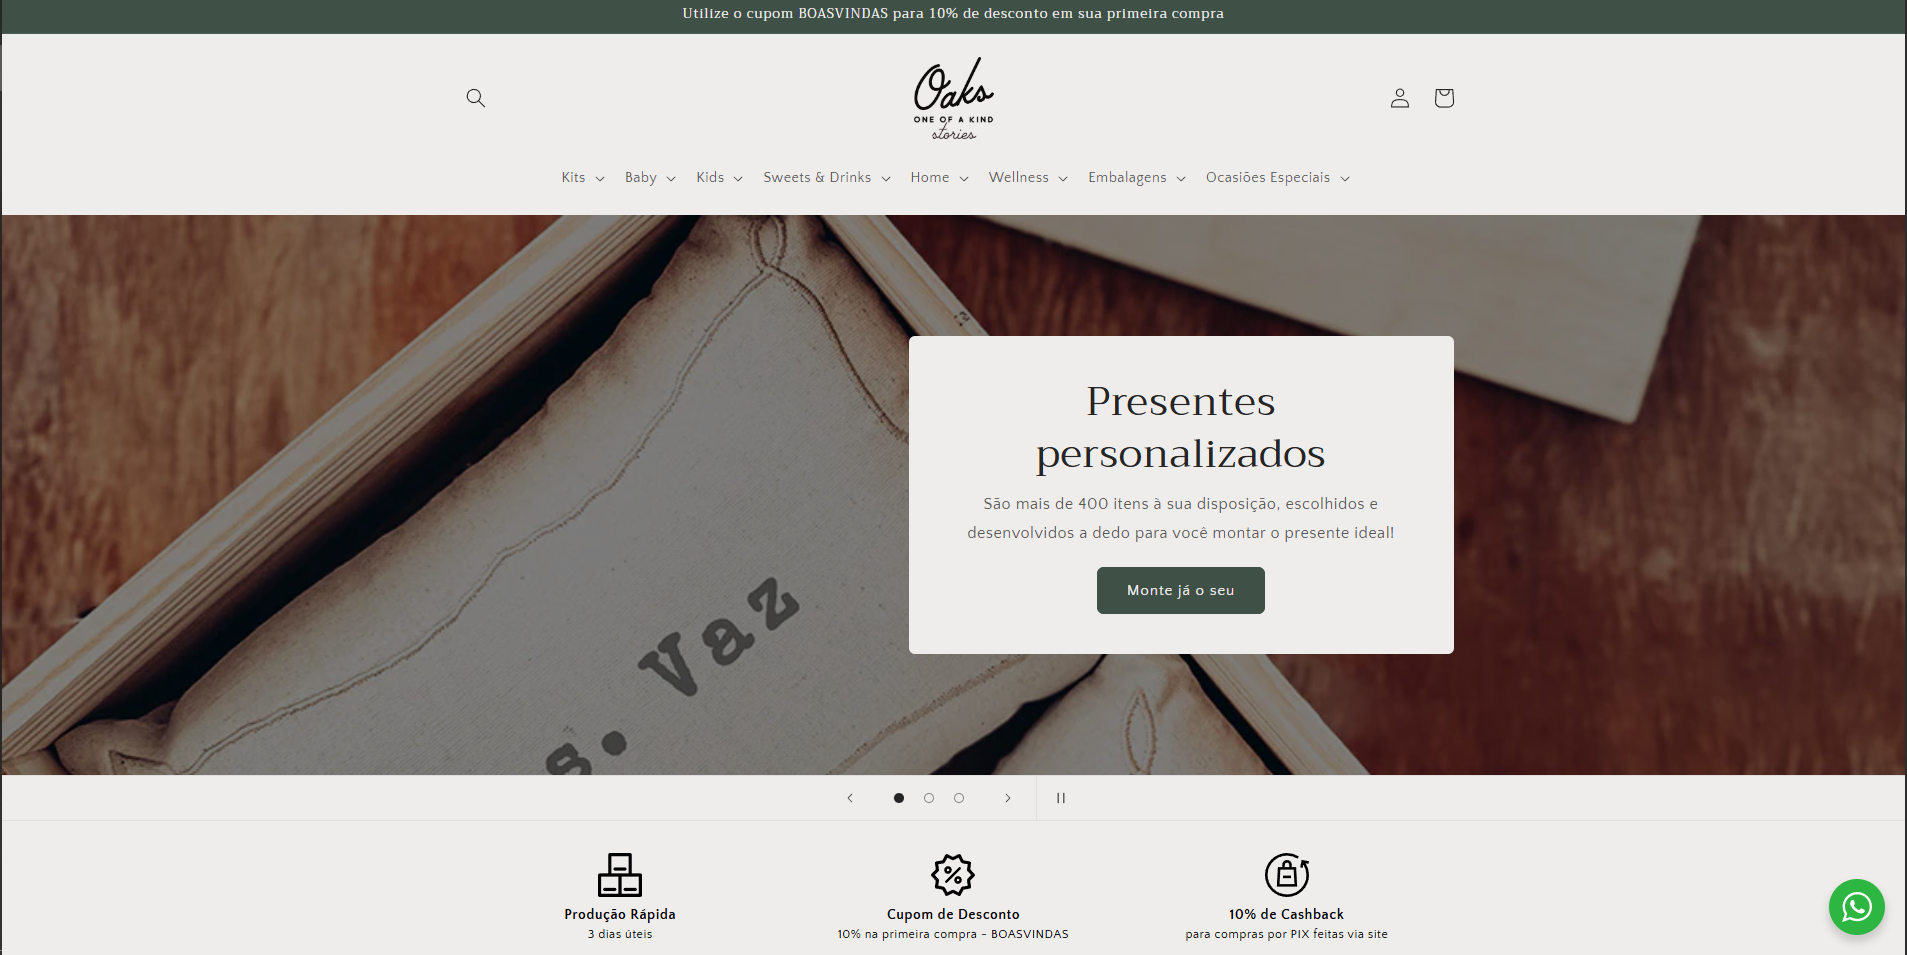 Utilize o cupom BOASVINDAS para 10% de desconto em sua primeira compra
Oaks
ONE OF A KIND
stories
Kits
Baby
Kids
Sweets & Drinks
Home
Wellness
Embalagens
Ocasiões Especiais
Presentes
personalizados
São mais de 400 itens à sua disposição, escolhidos e
desenvolvidos a dedo para você montar o presente ideal!
Monte já o seu
s. Vaz
Produção Rápida
3 dias úteis
Cupom de Desconto
10% na primeira compra - BOASVINDAS
10% de Cashback
para compras por PIX feitas via site